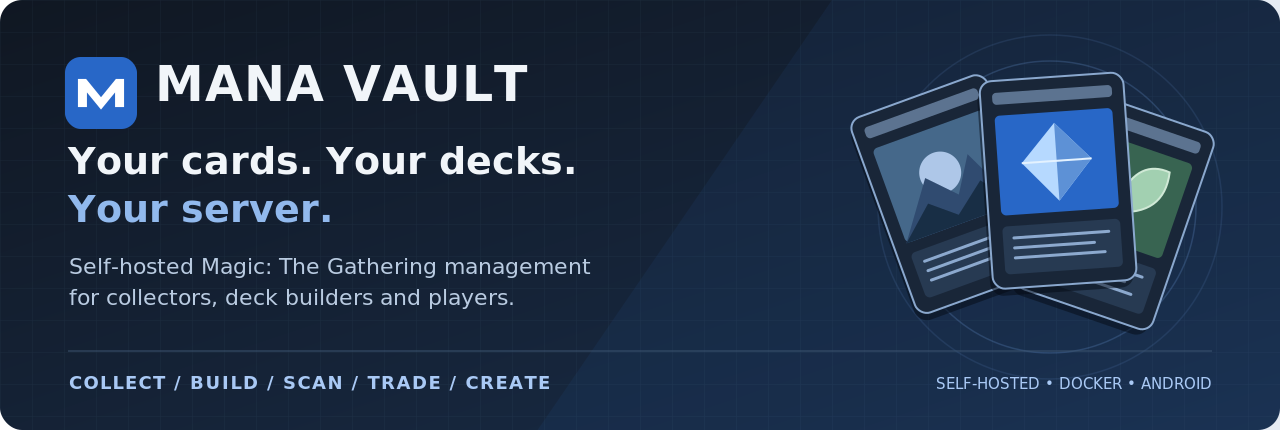 MANA VAULT
Your cards. Your decks.
Your server.
Self-hosted Magic: The Gathering management
for collectors, deck builders and players.
COLLECT / BUILD / SCAN / TRADE / CREATE
SELF-HOSTED • DOCKER • ANDROID